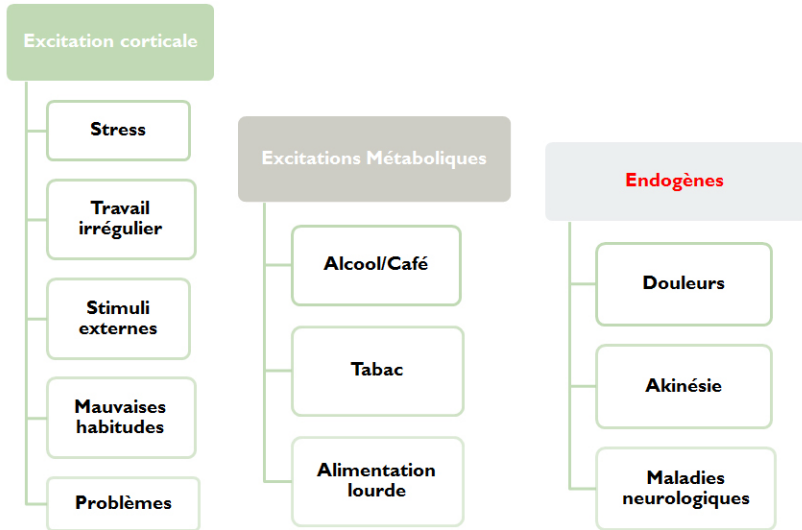 Excitation corticale
Stress
Travail
irrégulier
Stimuli
externes
Mauvaises
habitudes
Problèmes
Excitations Métaboliques
Alcool/Café
Tabac
Alimentation
lourde
Endogènes
Douleurs
Akinésie
Maladies
neurologiques